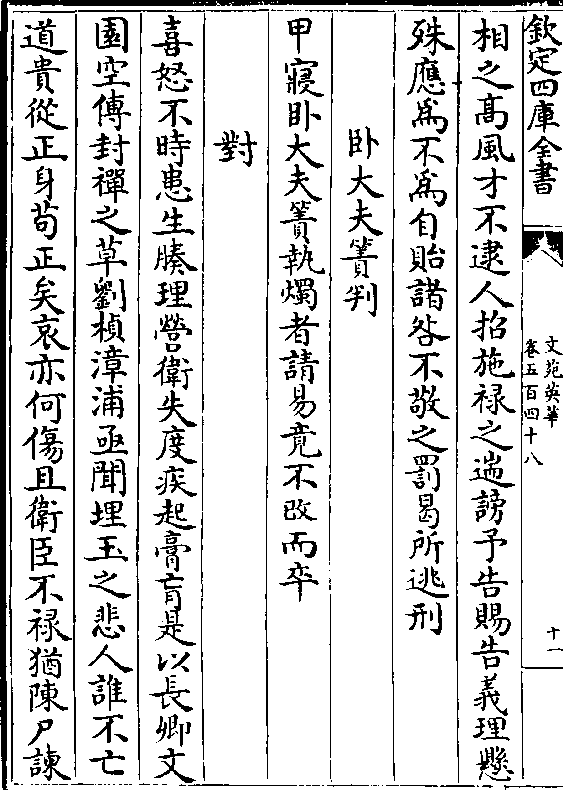 欽定四庫全書
文苑英華
卷五百四十八
十一
相之髙風才不逮人招施禄之遄謗予告賜告義理懸
殊應為不為自貽諸咎不敬之罰曷所逃刑
卧大夫簀判
甲寢卧大夫簀執燭者請易竟不改而卒
對
喜怒不時患生腠理營衛失度疾起膏肓是以長卿文
園空傳封禪之草劉楨漳浦亟聞埋玉之悲人誰不亡
道貴從正身苟正矣哀亦何傷且衛臣不禄猶陳尸諫